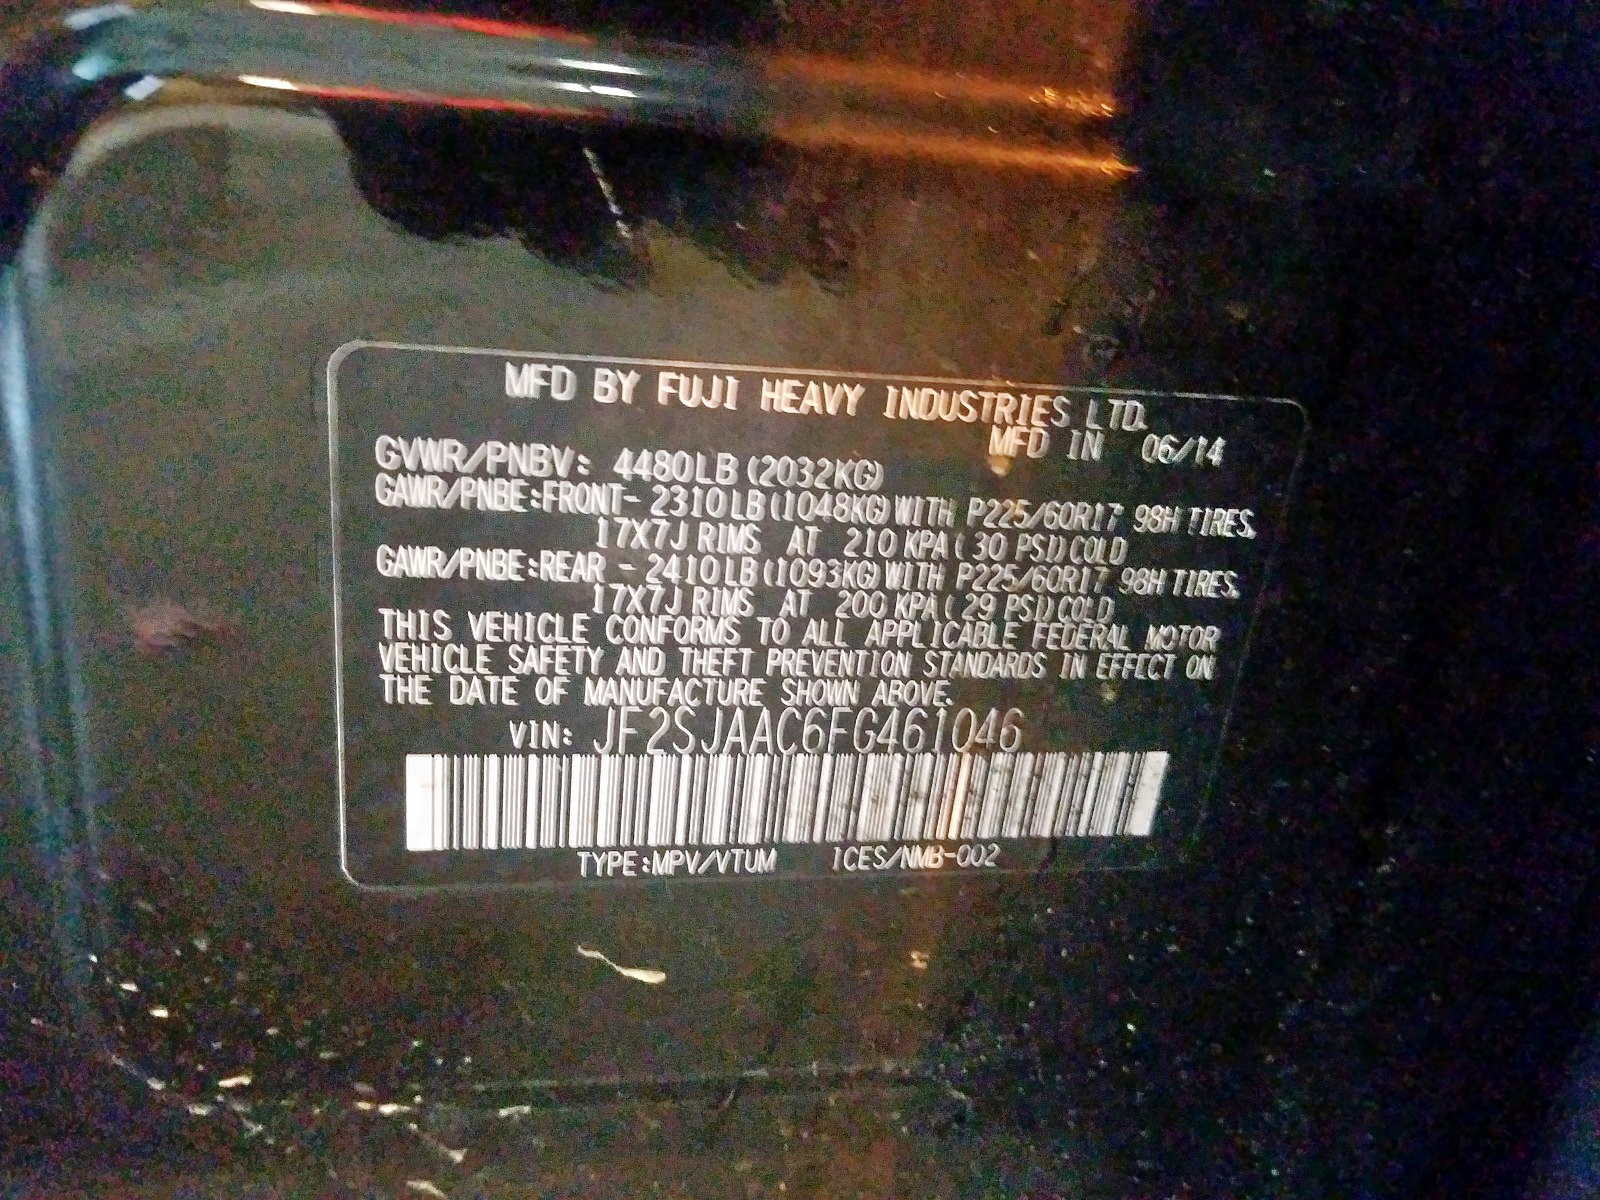 MFD BY FUJI HEAVY INDUSTRIES LTD.
MFD IN 06/14
GVWR/PNBV: 4480LB(2032KG)
GAWR/PNBE:FRONT- 2310LB(1048KG)WITH P225/60R17 98H TIRES,
17X7J RIMS AT 210 KPA( 30 PSI)COLD
GAWR/PNBE:REAR - 2410LB(1093KG)WITH P225/60R17 98H TIRES,
17X7J RIMS AT 200 KPA( 29 PSI)COLD
THIS VEHICLE CONFORMS TO ALL APPLICABLE FEDERAL MOTOR
VEHICLE SAFETY AND THEFT PREVENTION STANDARDS IN EFFECT ON
THE DATE OF MANUFACTURE SHOWN ABOVE.
VIN: JF2SJAAC6FG461046
TYPE:MPV/VTUM ICES/NMB-002